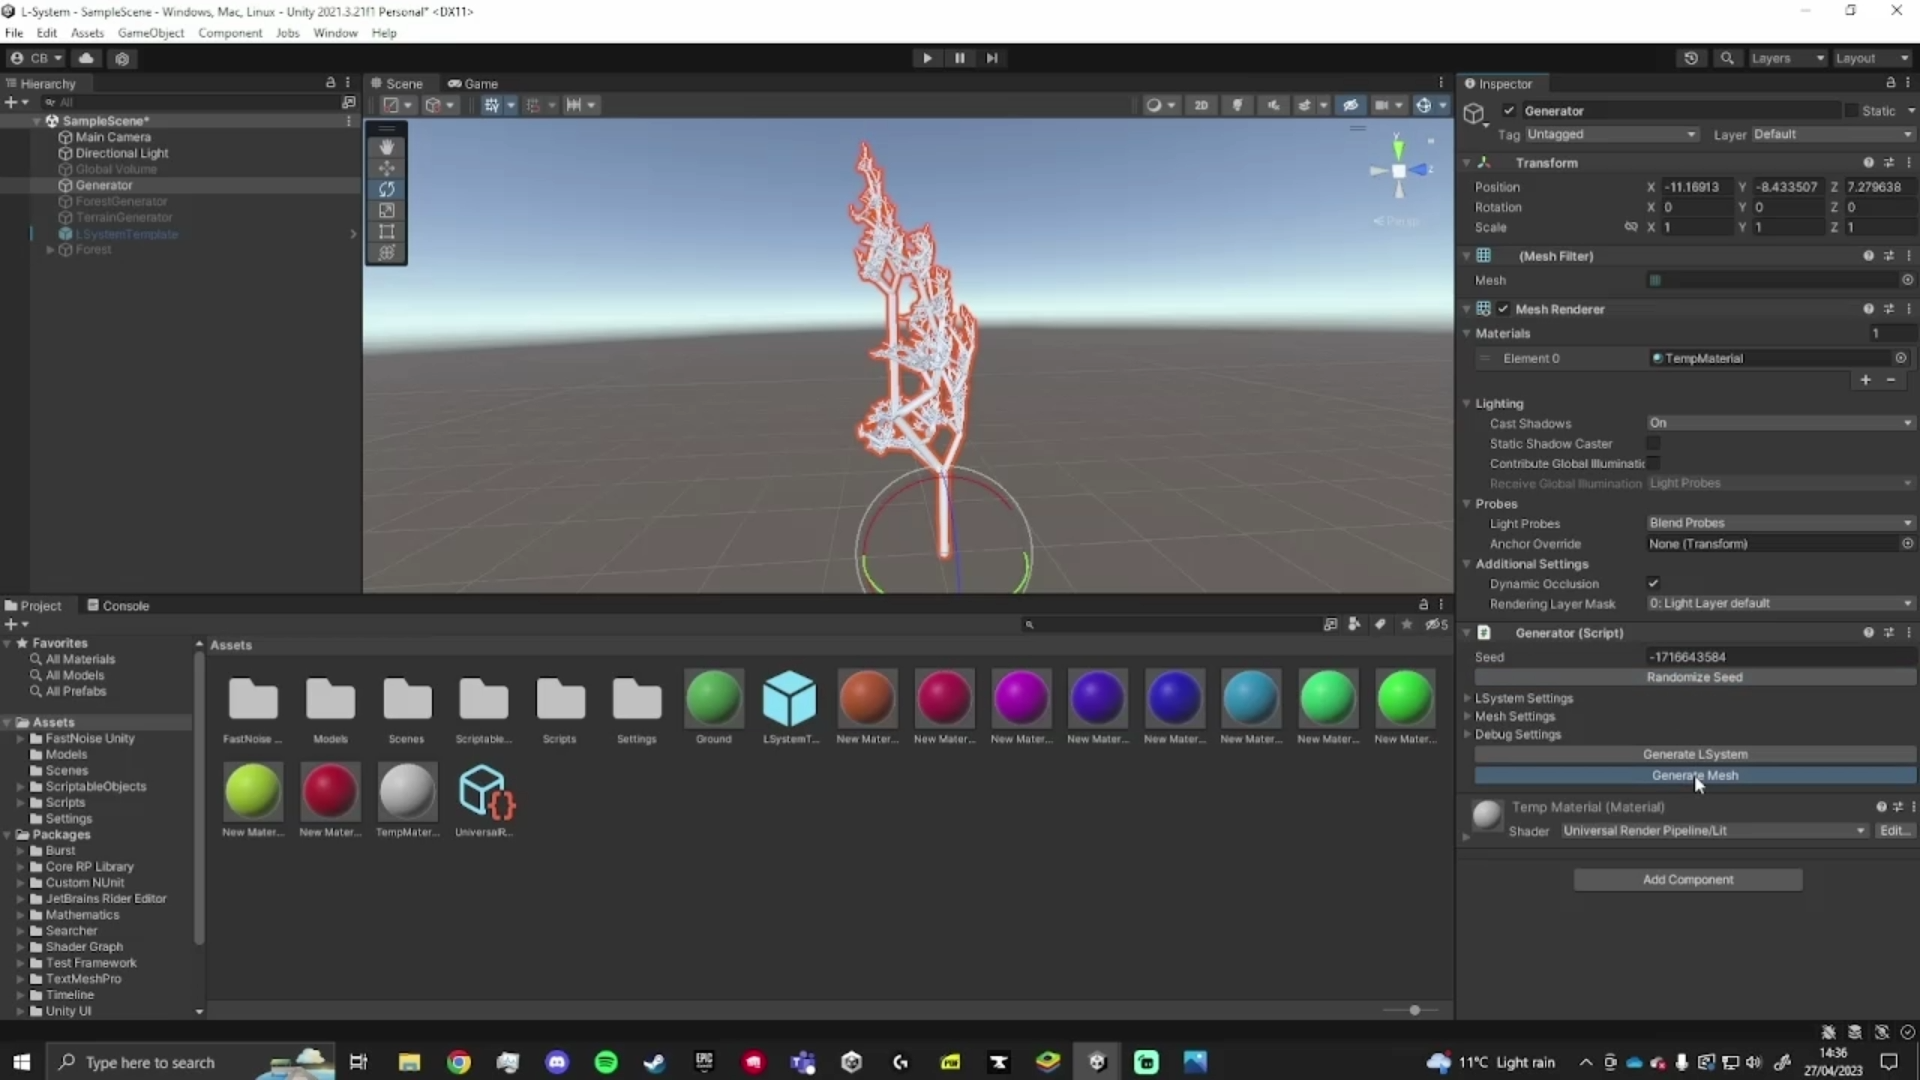 L-System - SampleScene - Windows, Mac, Linux - Unity 2021.3.21f1 Personal* <DX11>
File Edit Assets GameObject Component Jobs Window Help
CB
Layers
Layout
Hierarchy
All
SampleScene*
Main Camera
Directional Light
Global Volume
Generator
ForestGenerator
TerrainGenerator
LSystemTemplate
Forest
Scene
Game
2D
Y
Z
Persp
Inspector
Generator
Static
Tag Untagged
Layer Default
Transform
Position X -11.16913 Y -8.433507 Z 7.279638
Rotation X 0 Y 0 Z 0
Scale X 1 Y 1 Z 1
(Mesh Filter)
Mesh
Mesh Renderer
Materials 1
Element 0 TempMaterial
Lighting
Cast Shadows On
Static Shadow Caster
Contribute Global Illuminatic
Receive Global Illumination Light Probes
Probes
Light Probes Blend Probes
Anchor Override None (Transform)
Additional Settings
Dynamic Occlusion
Rendering Layer Mask 0: Light Layer default
Generator (Script)
Seed -1716643584
Randomize Seed
LSystem Settings
Mesh Settings
Debug Settings
Generate LSystem
Generate Mesh
Temp Material (Material)
Shader Universal Render Pipeline/Lit Edit...
Add Component
Project
Console
5
Favorites
All Materials
All Models
All Prefabs
Assets
FastNoise Unity
Models
Scenes
ScriptableObjects
Scripts
Settings
Packages
Burst
Core RP Library
Custom NUnit
JetBrains Rider Editor
Mathematics
Searcher
Shader Graph
Test Framework
TextMeshPro
Timeline
Unity UI
Assets
FastNoise ... Models Scenes Scriptable... Scripts Settings Ground LSystemT... New Mater... New Mater... New Mater... New Mater... New Mater... New Mater... New Mater... New Mater...
New Mater... New Mater... TempMater... UniversalR...
Type here to search
EPIC
11°C Light rain
14:36
27/04/2023